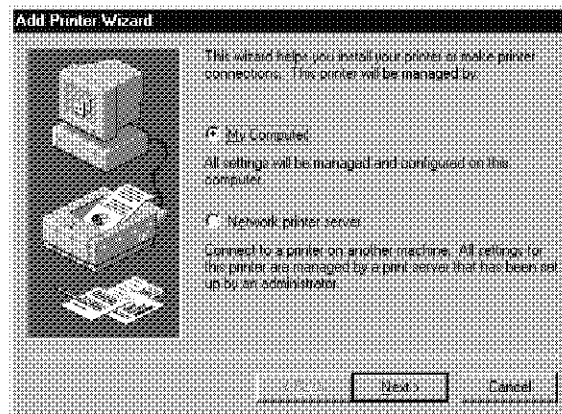 Add Printer Wizard
This wizard helps you install your printer or make printer
connections. This printer will be managed by:
My Computer
All settings will be managed and configured on this
computer.
Network printer server
Connect to a printer on another machine. All settings for
this printer are managed by a print server that has been set
up by an administrator.
< Back
Next >
Cancel